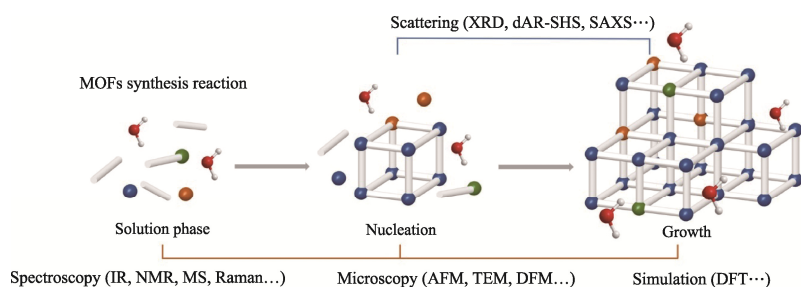 Scattering (XRD, dAR-SHS, SAXS⋯)
MOFs synthesis reaction
Solution phase
Nucleation
Growth
Spectroscopy (IR, NMR, MS, Raman…)
Microscopy (AFM, TEM, DFM…)
Simulation (DFT⋯)